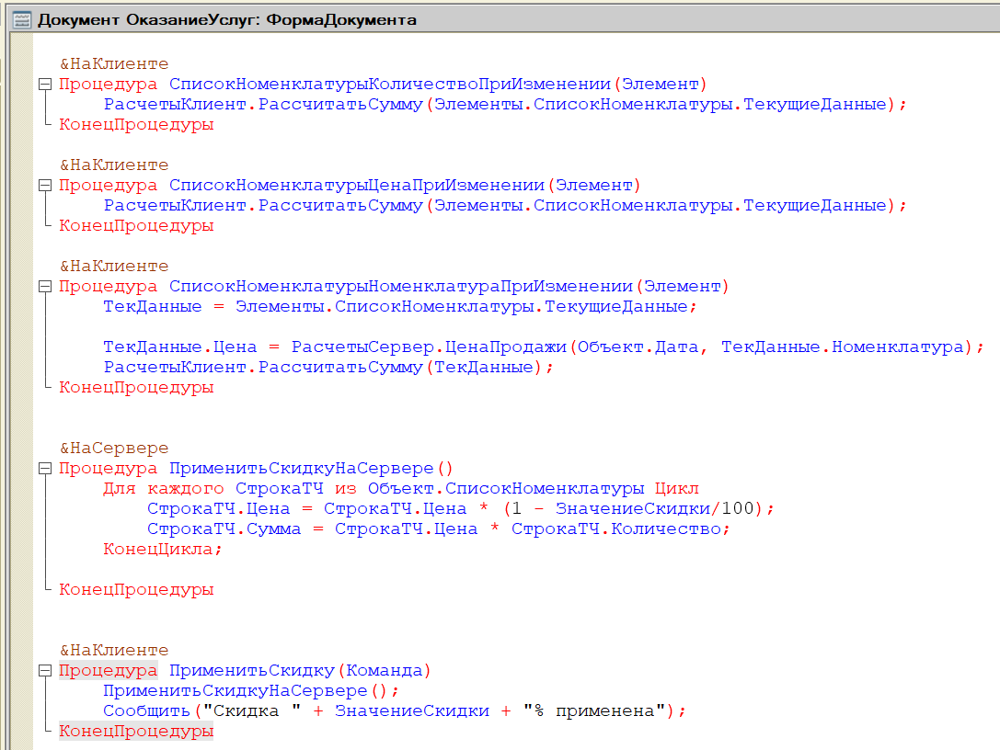 Документ ОказаниеУслуг: ФормаДокумента
&НаКлиенте
Процедура СписокНоменклатурыКоличествоПриИзменении(Элемент)
РасчетыКлиент.РассчитатьСумму(Элементы.СписокНоменклатуры.ТекущиеДанные);
КонецПроцедуры
&НаКлиенте
Процедура СписокНоменклатурыЦенаПриИзменении(Элемент)
РасчетыКлиент.РассчитатьСумму(Элементы.СписокНоменклатуры.ТекущиеДанные);
КонецПроцедуры
&НаКлиенте
Процедура СписокНоменклатурыНоменклатураПриИзменении(Элемент)
ТекДанные = Элементы.СписокНоменклатуры.ТекущиеДанные;
ТекДанные.Цена = РасчетыСервер.ЦенаПродажи(Объект.Дата, ТекДанные.Номенклатура);
РасчетыКлиент.РассчитатьСумму(ТекДанные);
КонецПроцедуры
&НаСервере
Процедура ПрименитьСкидкуНаСервере()
Для каждого СтрокаТЧ из Объект.СписокНоменклатуры Цикл
СтрокаТЧ.Цена = СтрокаТЧ.Цена * (1 - ЗначениеСкидки/100);
СтрокаТЧ.Сумма = СтрокаТЧ.Цена * СтрокаТЧ.Количество;
КонецЦикла;
КонецПроцедуры
&НаКлиенте
Процедура ПрименитьСкидку(Команда)
ПрименитьСкидкуНаСервере();
Сообщить("Скидка " + ЗначениеСкидки + "% применена");
КонецПроцедуры